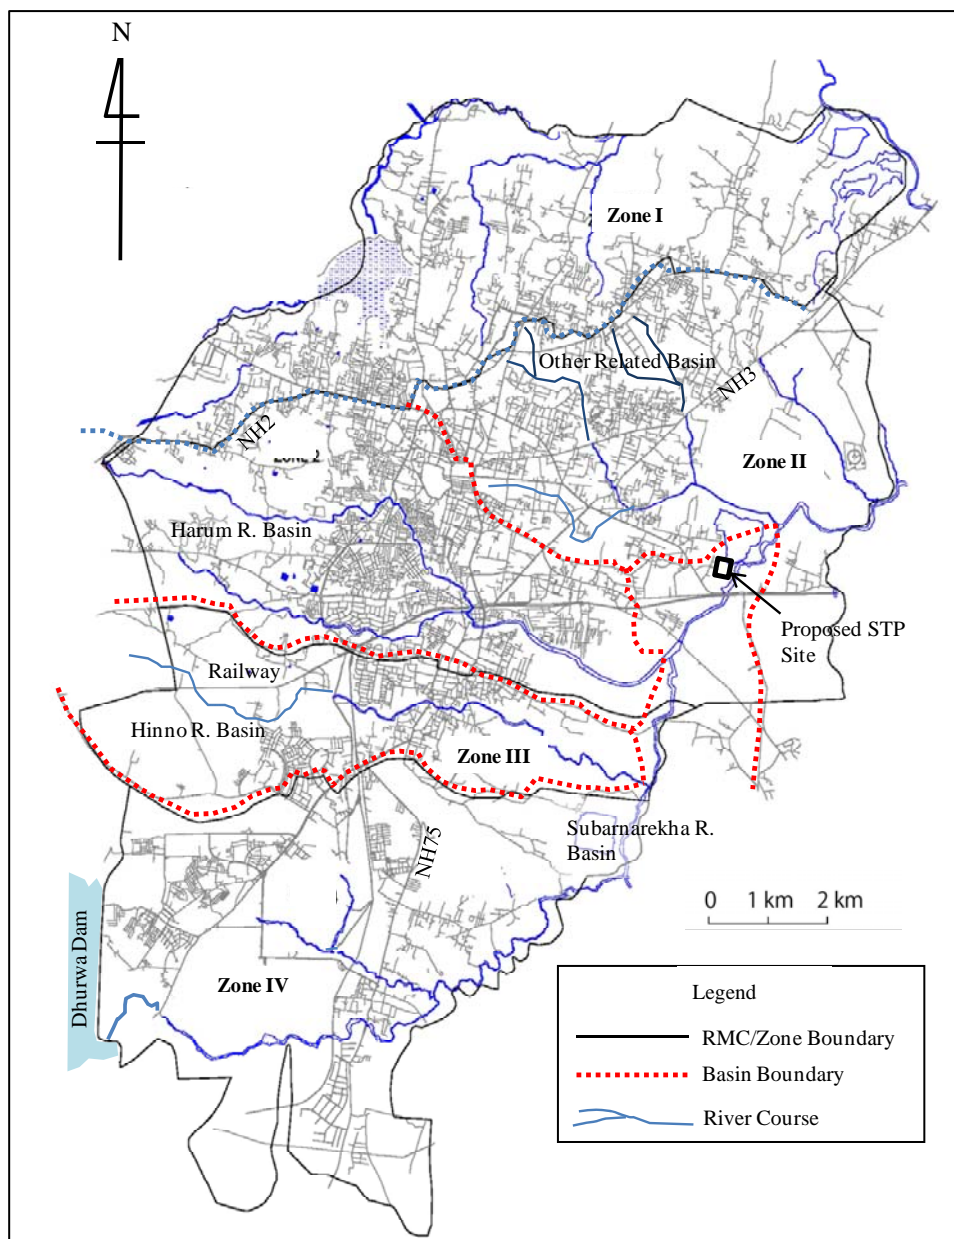 N
Zone I
Other Related Basin
NH3
NH2
Zone II
Harum R. Basin
Proposed STP
Site
Railway
Hinno R. Basin
Zone III
Subarnarekha R.
Basin
NH75
0 1 km 2 km
Dhurwa Dam
Zone IV
Legend
RMC/Zone Boundary
Basin Boundary
River Course